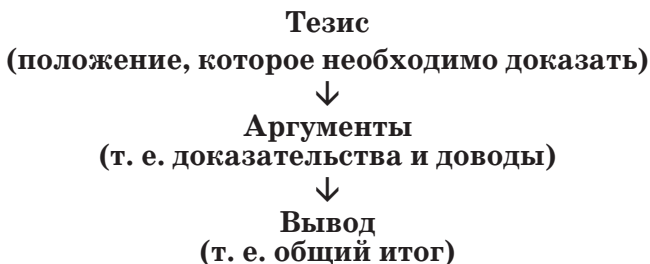 Тезис
(положение, которое необходимо доказать)
↓
Аргументы
(т. е. доказательства и доводы)
↓
Вывод
(т. е. общий итог)